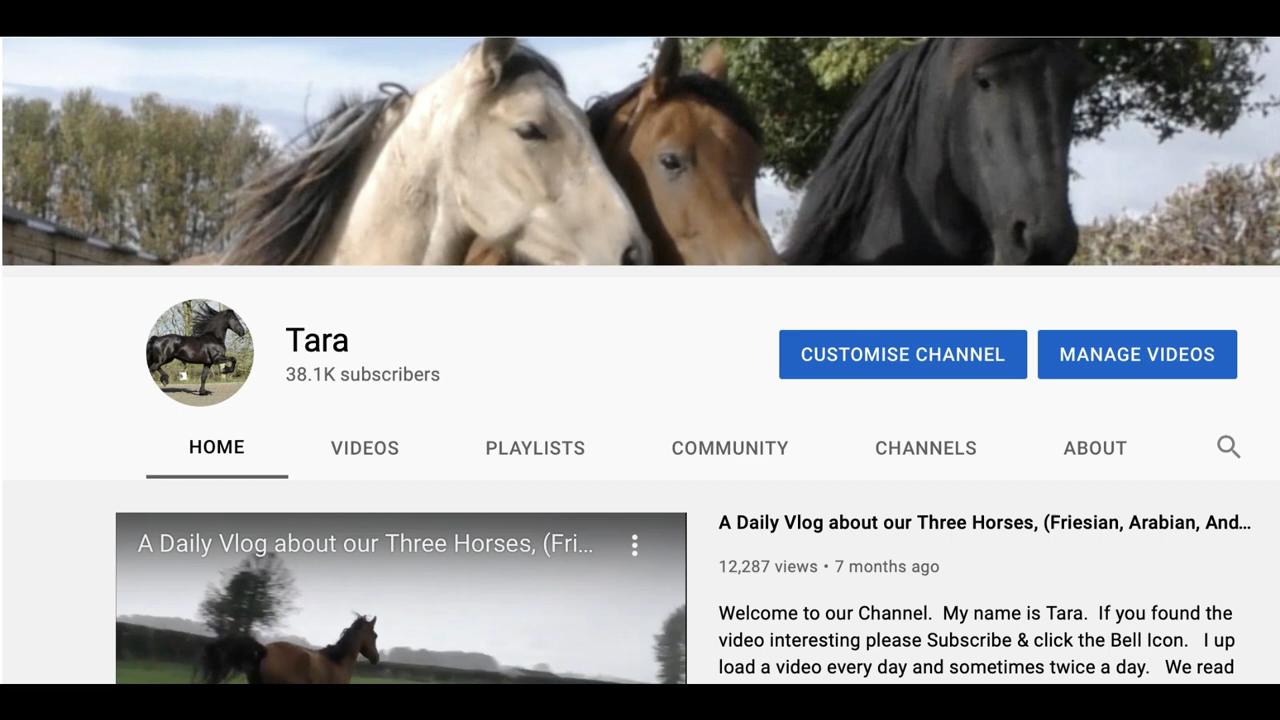 Tara
38.1K subscribers
CUSTOMISE CHANNEL
MANAGE VIDEOS
HOME
VIDEOS
PLAYLISTS
COMMUNITY
CHANNELS
ABOUT
A Daily Vlog about our Three Horses, (Fri...
A Daily Vlog about our Three Horses, (Friesian, Arabian, And...
12,287 views • 7 months ago
Welcome to our Channel.  My name is Tara.  If you found the
video interesting please Subscribe & click the Bell Icon.   I up
load a video every day and sometimes twice a day.   We read